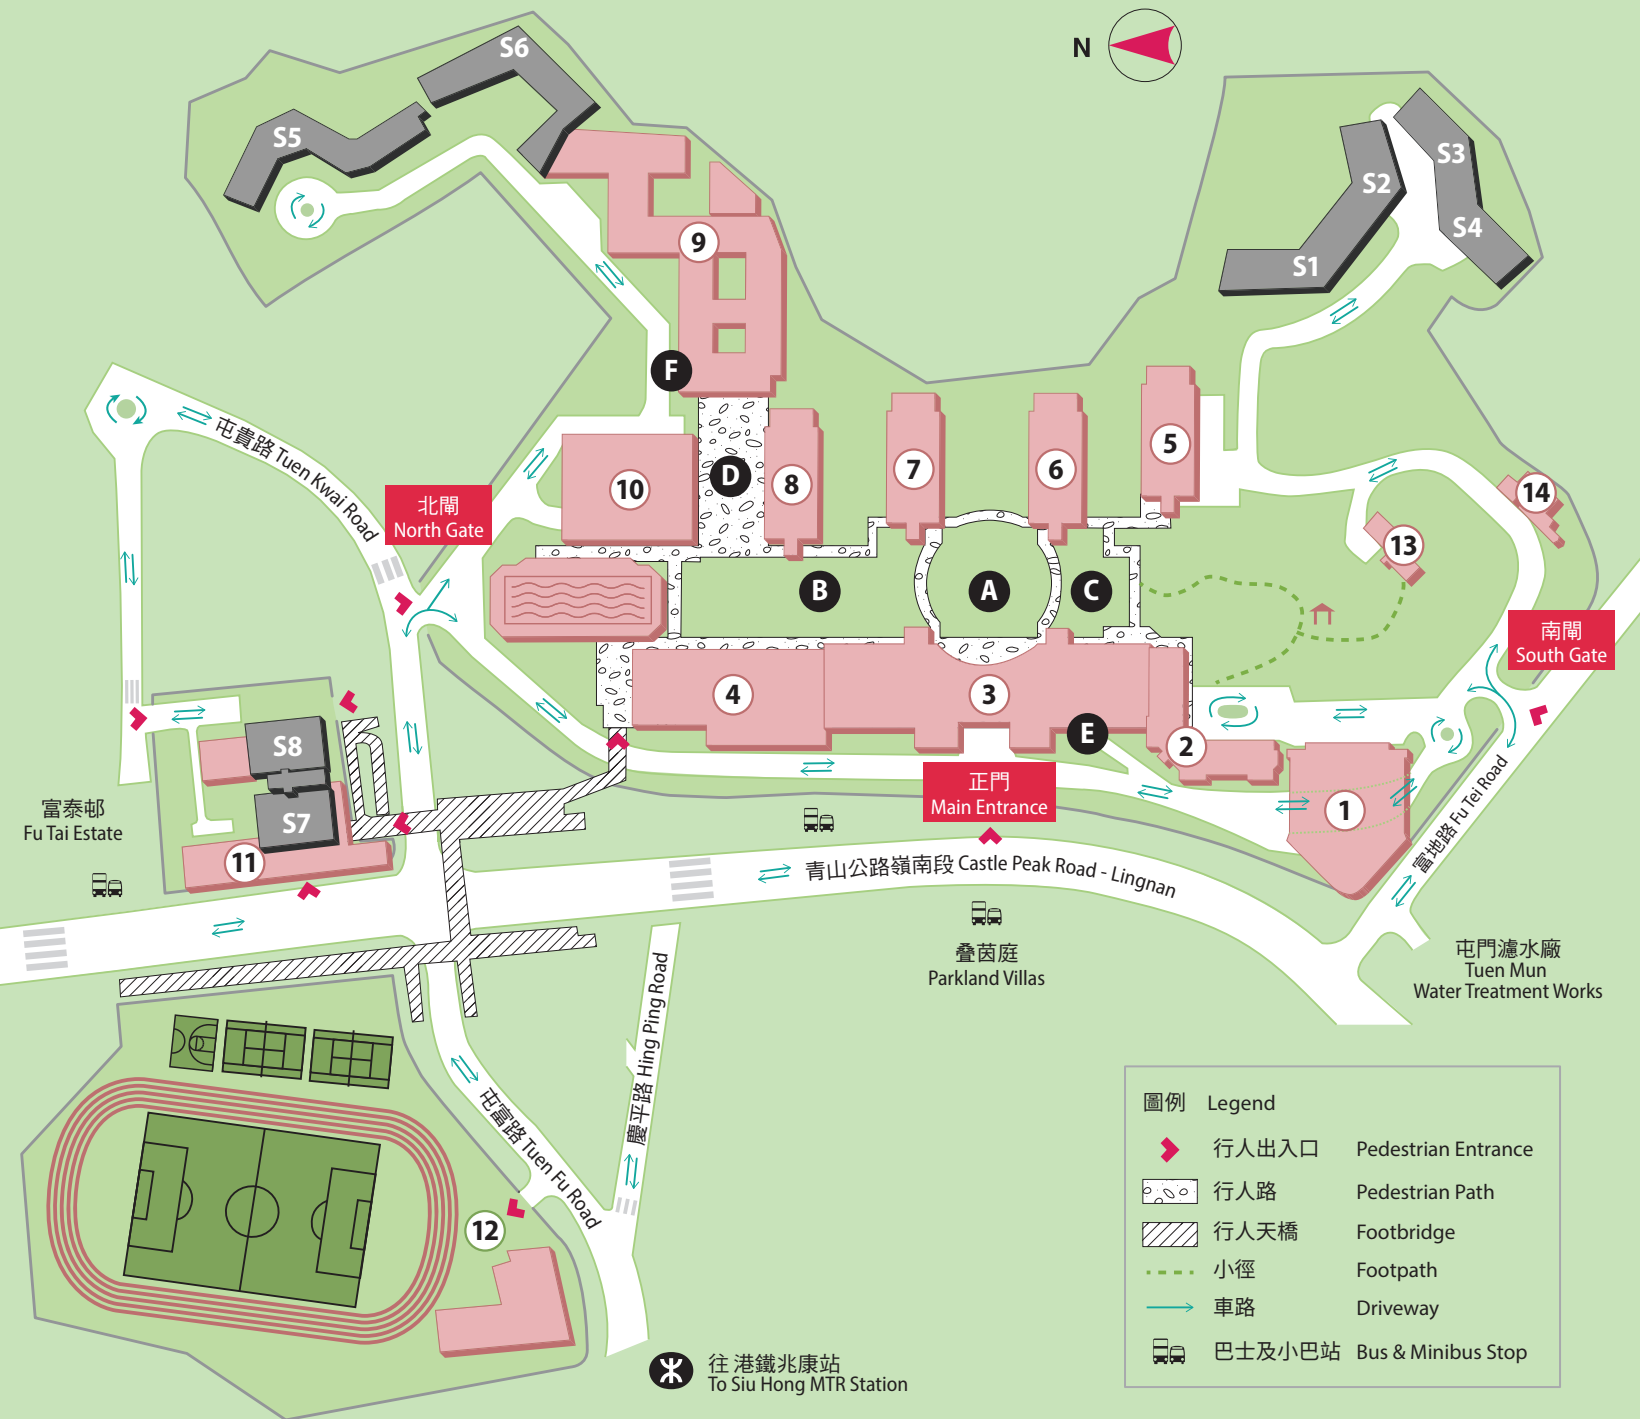 N
S6
S5
S3
S2
S4
S1
9
F
屯貴路 Tuen Kwai Road
北閘
North Gate
10
D
8
7
6
5
14
13
B
A
C
南閘
South Gate
4
3
E
2
1
正門
Main Entrance
S8
S7
11
富泰邨
Fu Tai Estate
青山公路嶺南段 Castle Peak Road - Lingnan
富地路 Fu Tei Road
叠茵庭
Parkland Villas
屯門濾水廠
Tuen Mun
Water Treatment Works
慶平路 Hing Ping Road
屯富路 Tuen Fu Road
12
往 港鐵兆康站
To Siu Hong MTR Station
圖例 Legend
行人出入口 Pedestrian Entrance
行人路 Pedestrian Path
行人天橋 Footbridge
小徑 Footpath
車路 Driveway
巴士及小巴站 Bus & Minibus Stop